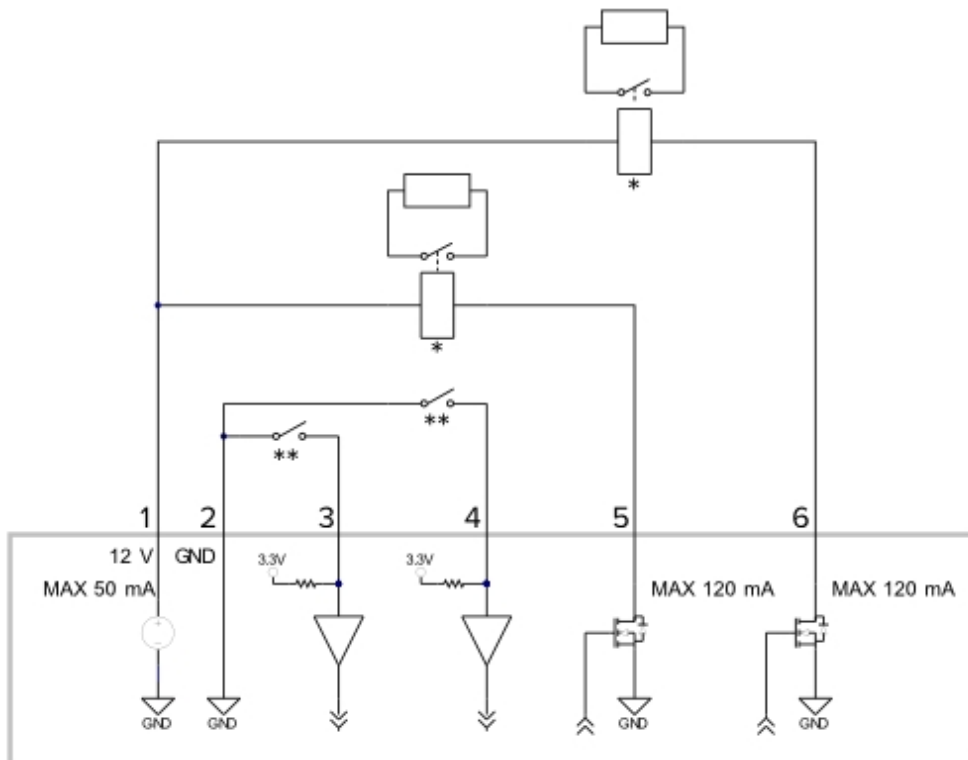 *
*
**
**
1 2 3 4 5 6
12 V GND
3.3V 3.3V
MAX 50 mA MAX 120 mA MAX 120 mA
GND GND GND GND